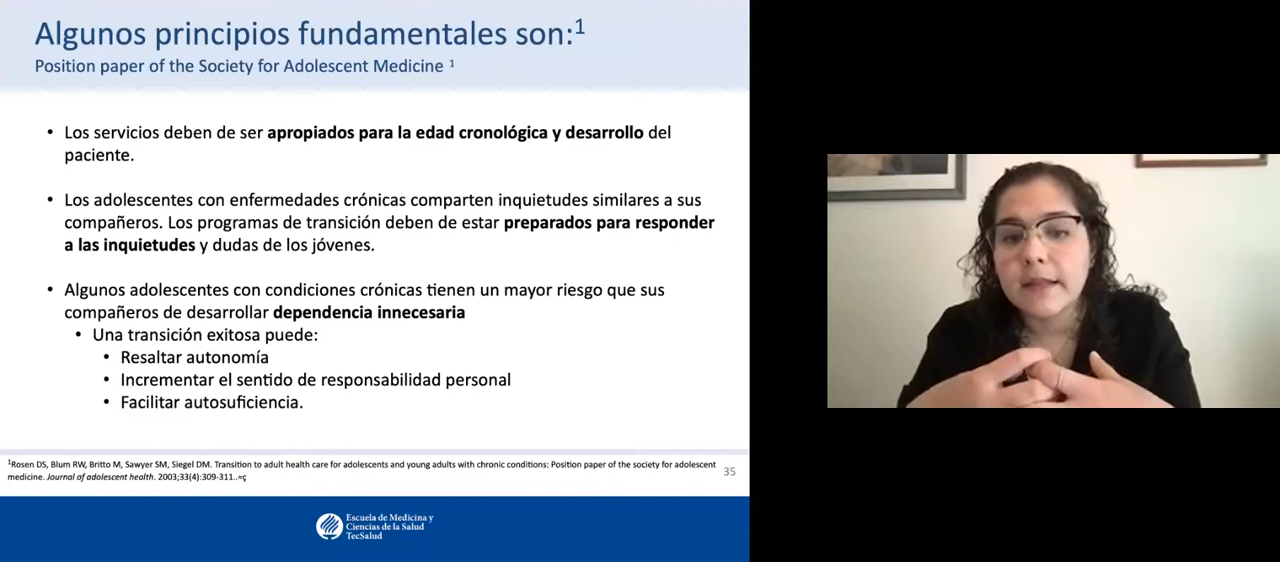 Algunos principios fundamentales son:1
Position paper of the Society for Adolescent Medicine 1
• Los servicios deben de ser apropiados para la edad cronológica y desarrollo del
paciente.
• Los adolescentes con enfermedades crónicas comparten inquietudes similares a sus
compañeros. Los programas de transición deben de estar preparados para responder
a las inquietudes y dudas de los jóvenes.
• Algunos adolescentes con condiciones crónicas tienen un mayor riesgo que sus
compañeros de desarrollar dependencia innecesaria
• Una transición exitosa puede:
• Resaltar autonomía
• Incrementar el sentido de responsabilidad personal
• Facilitar autosuficiencia.
1Rosen DS, Blum RW, Britto M, Sawyer SM, Siegel DM. Transition to adult health care for adolescents and young adults with chronic conditions: Position paper of the society for adolescent
medicine. Journal of adolescent health. 2003;33(4):309-311..=ç
35
Escuela de Medicina y
Ciencias de la Salud
TecSalud